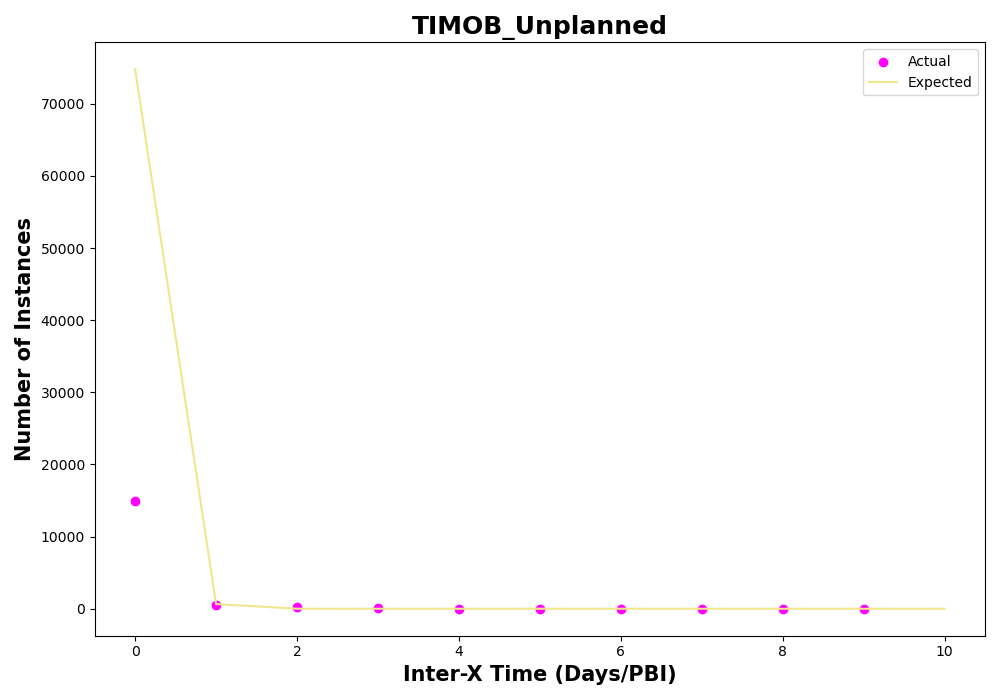 TIMOB_Unplanned
Actual
Expected
Number of Instances
70000
60000
50000
40000
30000
20000
10000
0
0 2 4 6 8 10
Inter-X Time (Days/PBI)